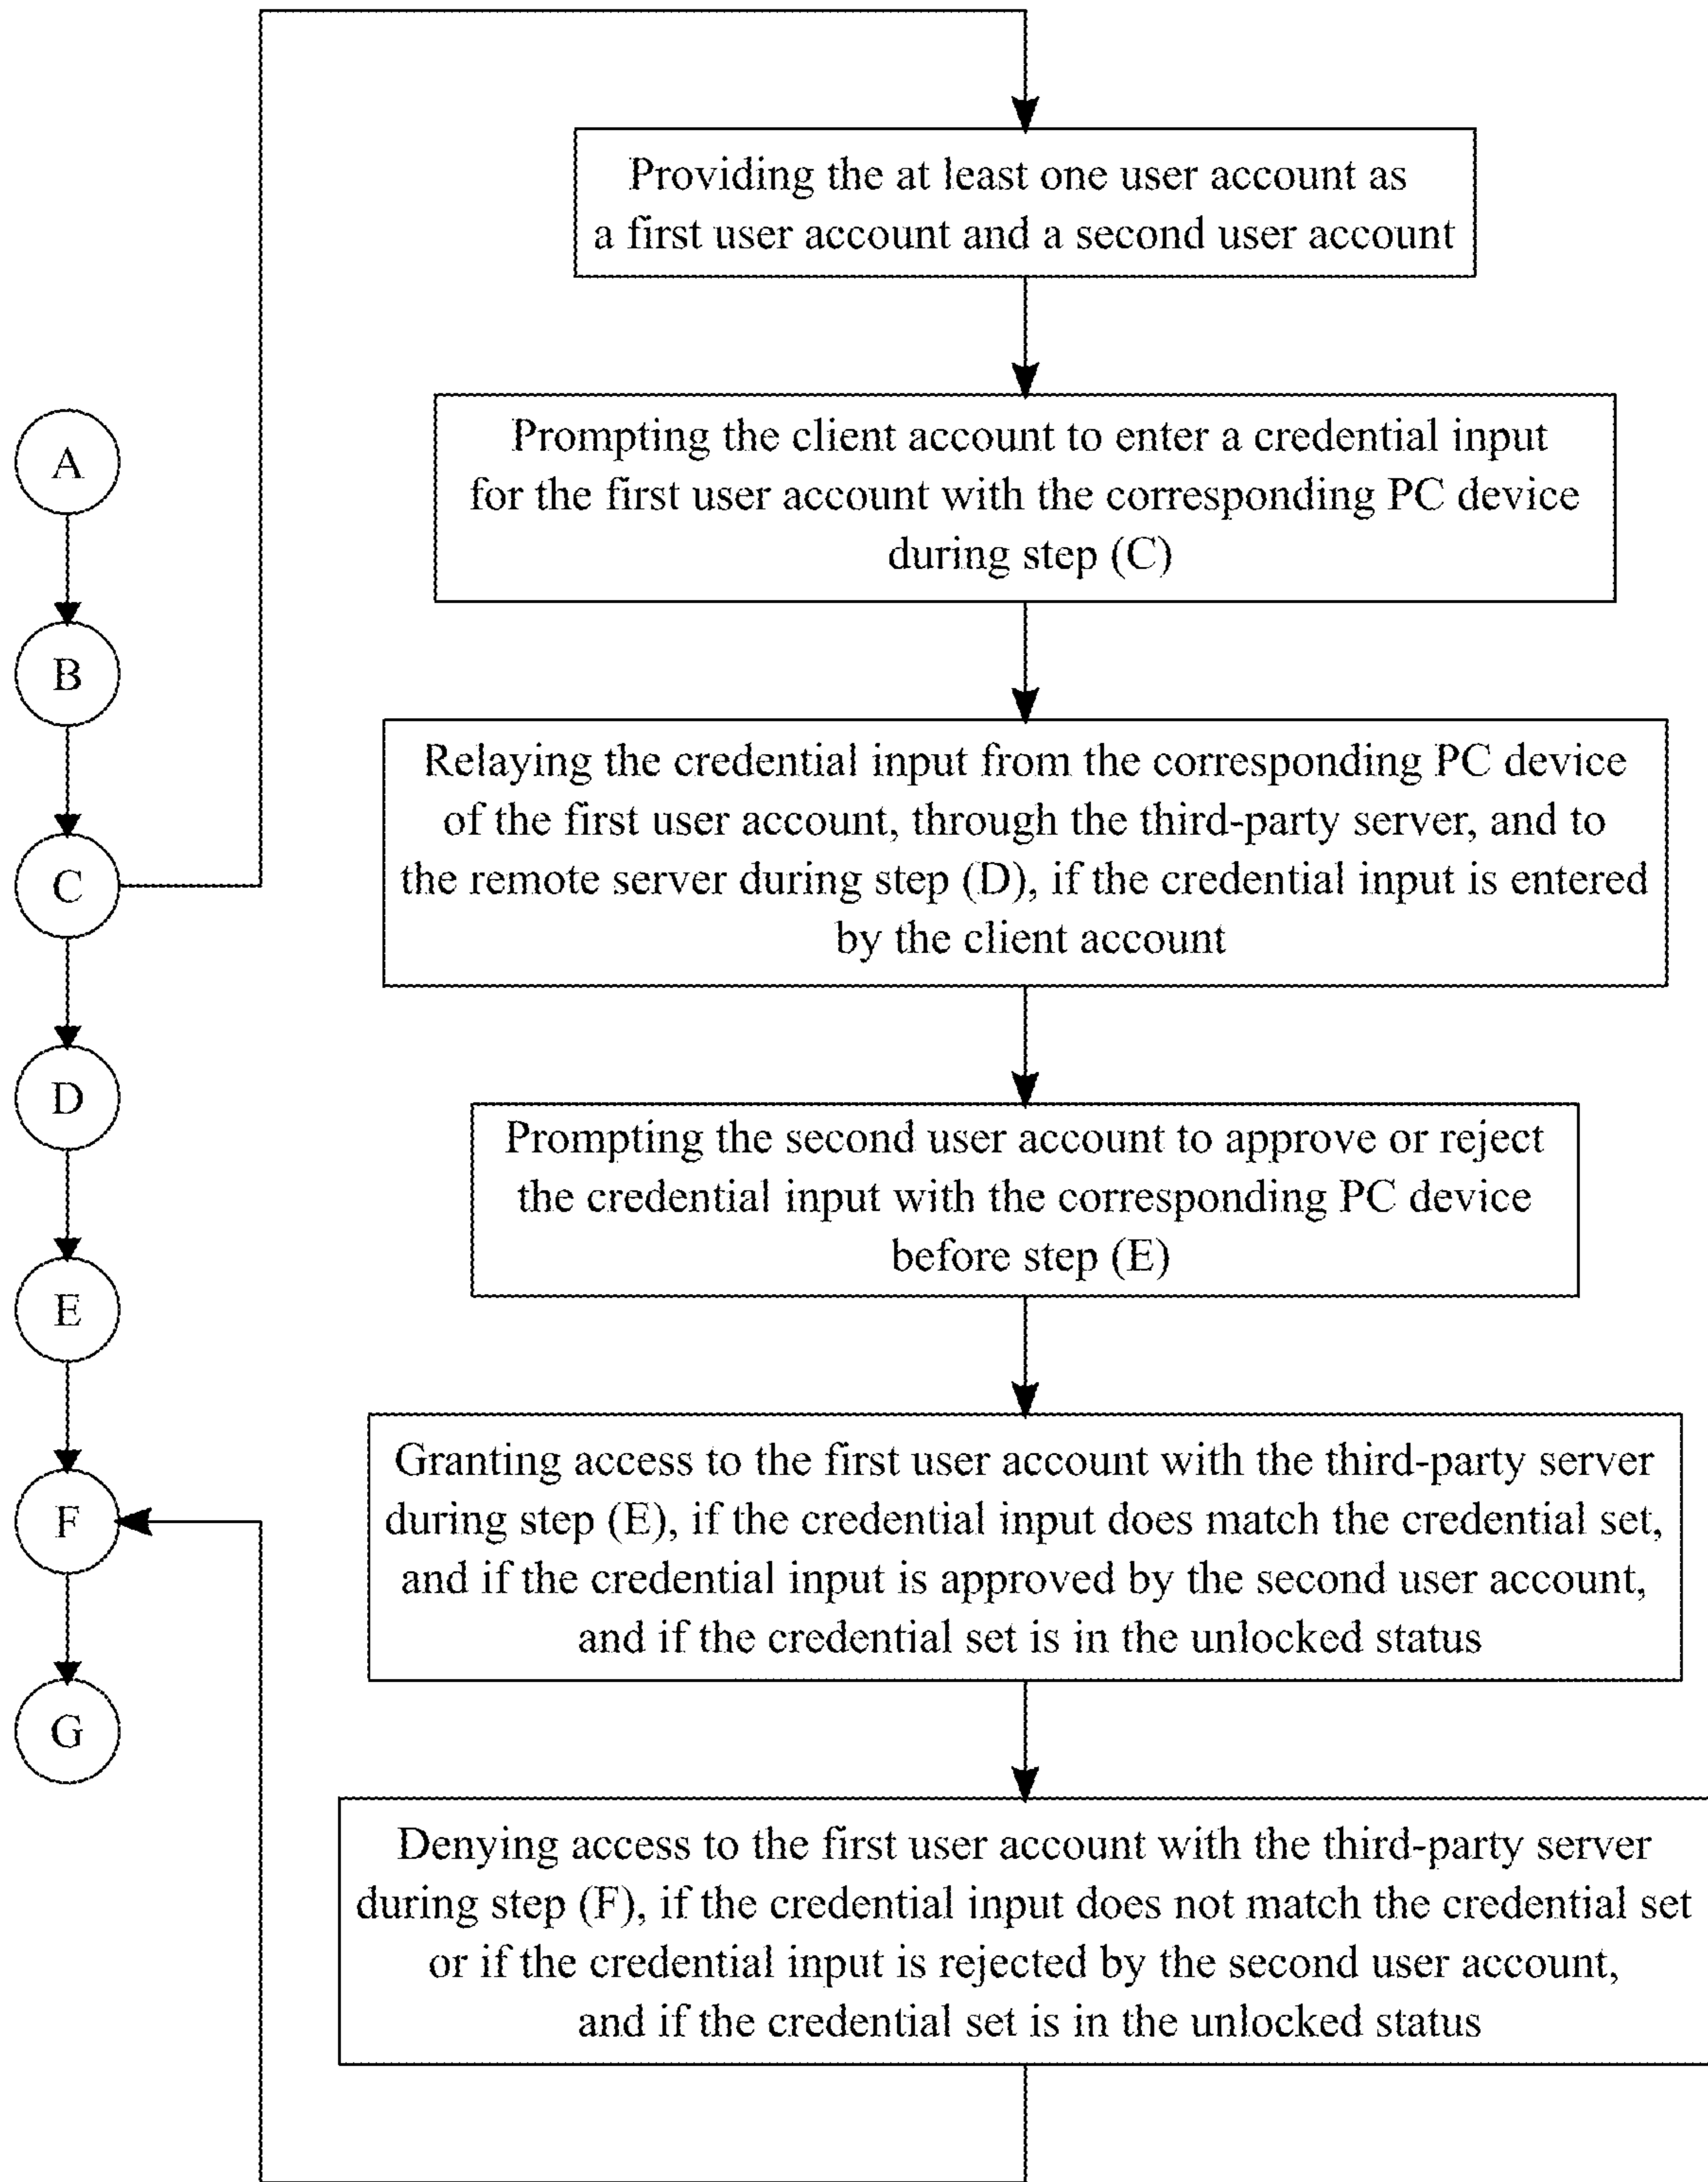 A
B
C
D
E
F
G
Providing the at least one user account as
a first user account and a second user account
Prompting the client account to enter a credential input
for the first user account with the corresponding PC device
during step (C)
Relaying the credential input from the corresponding PC device
of the first user account, through the third-party server, and to
the remote server during step (D), if the credential input is entered
by the client account
Prompting the second user account to approve or reject
the credential input with the corresponding PC device
before step (E)
Granting access to the first user account with the third-party server
during step (E), if the credential input does match the credential set,
and if the credential input is approved by the second user account,
and if the credential set is in the unlocked status
Denying access to the first user account with the third-party server
during step (F), if the credential input does not match the credential set
or if the credential input is rejected by the second user account,
and if the credential set is in the unlocked status